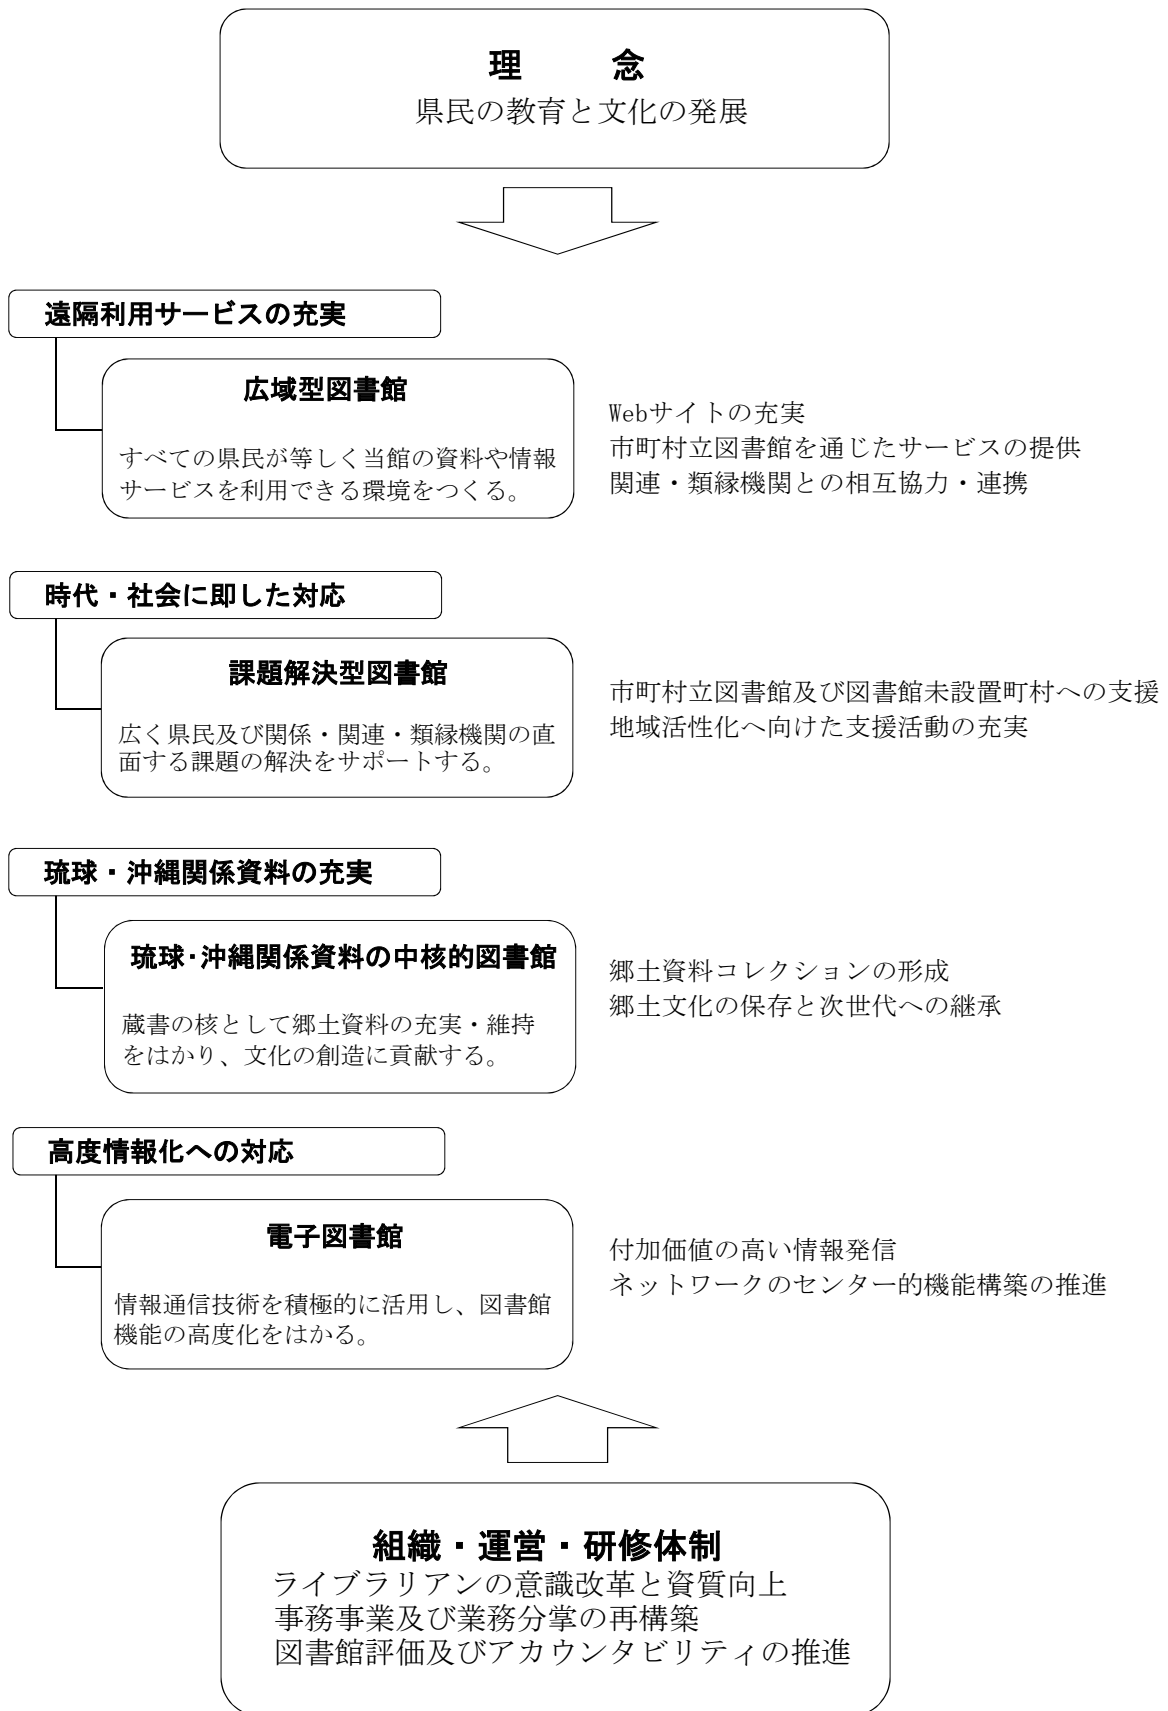 理　　念
県民の教育と文化の発展
遠隔利用サービスの充実
広域型図書館
すべての県民が等しく当館の資料や情報
サービスを利用できる環境をつくる。
Webサイトの充実
市町村立図書館を通じたサービスの提供
関連・類縁機関との相互協力・連携
時代・社会に即した対応
課題解決型図書館
広く県民及び関係・関連・類縁機関の直
面する課題の解決をサポートする。
市町村立図書館及び図書館未設置町村への支援
地域活性化へ向けた支援活動の充実
琉球・沖縄関係資料の充実
琉球・沖縄関係資料の中核的図書館
蔵書の核として郷土資料の充実・維持
をはかり、文化の創造に貢献する。
郷土資料コレクションの形成
郷土文化の保存と次世代への継承
高度情報化への対応
電子図書館
情報通信技術を積極的に活用し、図書館
機能の高度化をはかる。
付加価値の高い情報発信
ネットワークのセンター的機能構築の推進
組織・運営・研修体制
ライブラリアンの意識改革と資質向上
事務事業及び業務分掌の再構築
図書館評価及びアカウンタビリティの推進